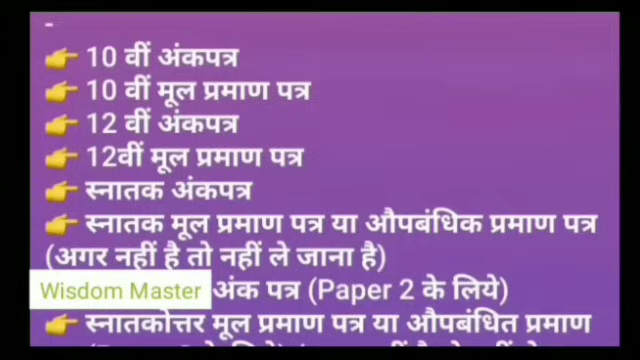 -
👉 10 वीं अंकपत्र
👉 10 वीं मूल प्रमाण पत्र
👉 12 वीं अंकपत्र
👉 12वीं मूल प्रमाण पत्र
👉 स्नातक अंकपत्र
👉 स्नातक मूल प्रमाण पत्र या औपबंधिक प्रमाण पत्र
(अगर नहीं है तो नहीं ले जाना है)
Wisdom Master अंक पत्र (Paper 2 के लिये)
👉 स्नातकोत्तर मूल प्रमाण पत्र या औपबंधित प्रमाण